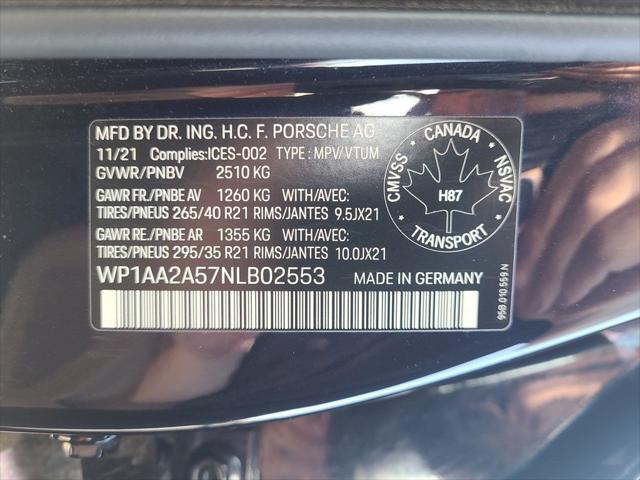 MFD BY DR. ING. H.C. F. PORSCHE AG
11/21 Complies:ICES-002 TYPE : MPV/VTUM
GVWR/PNBV 2510 KG
GAWR FR./PNBE AV 1260 KG WITH/AVEC:
TIRES/PNEUS 265/40 R21 RIMS/JANTES 9.5JX21
GAWR RE./PNBE AR 1355 KG WITH/AVEC:
TIRES/PNEUS 295/35 R21 RIMS/JANTES 10.0JX21
WP1AA2A57NLB02553 MADE IN GERMANY
CANADA
CMVSS
NSVAC
H87
TRANSPORT
95B.010.559.N